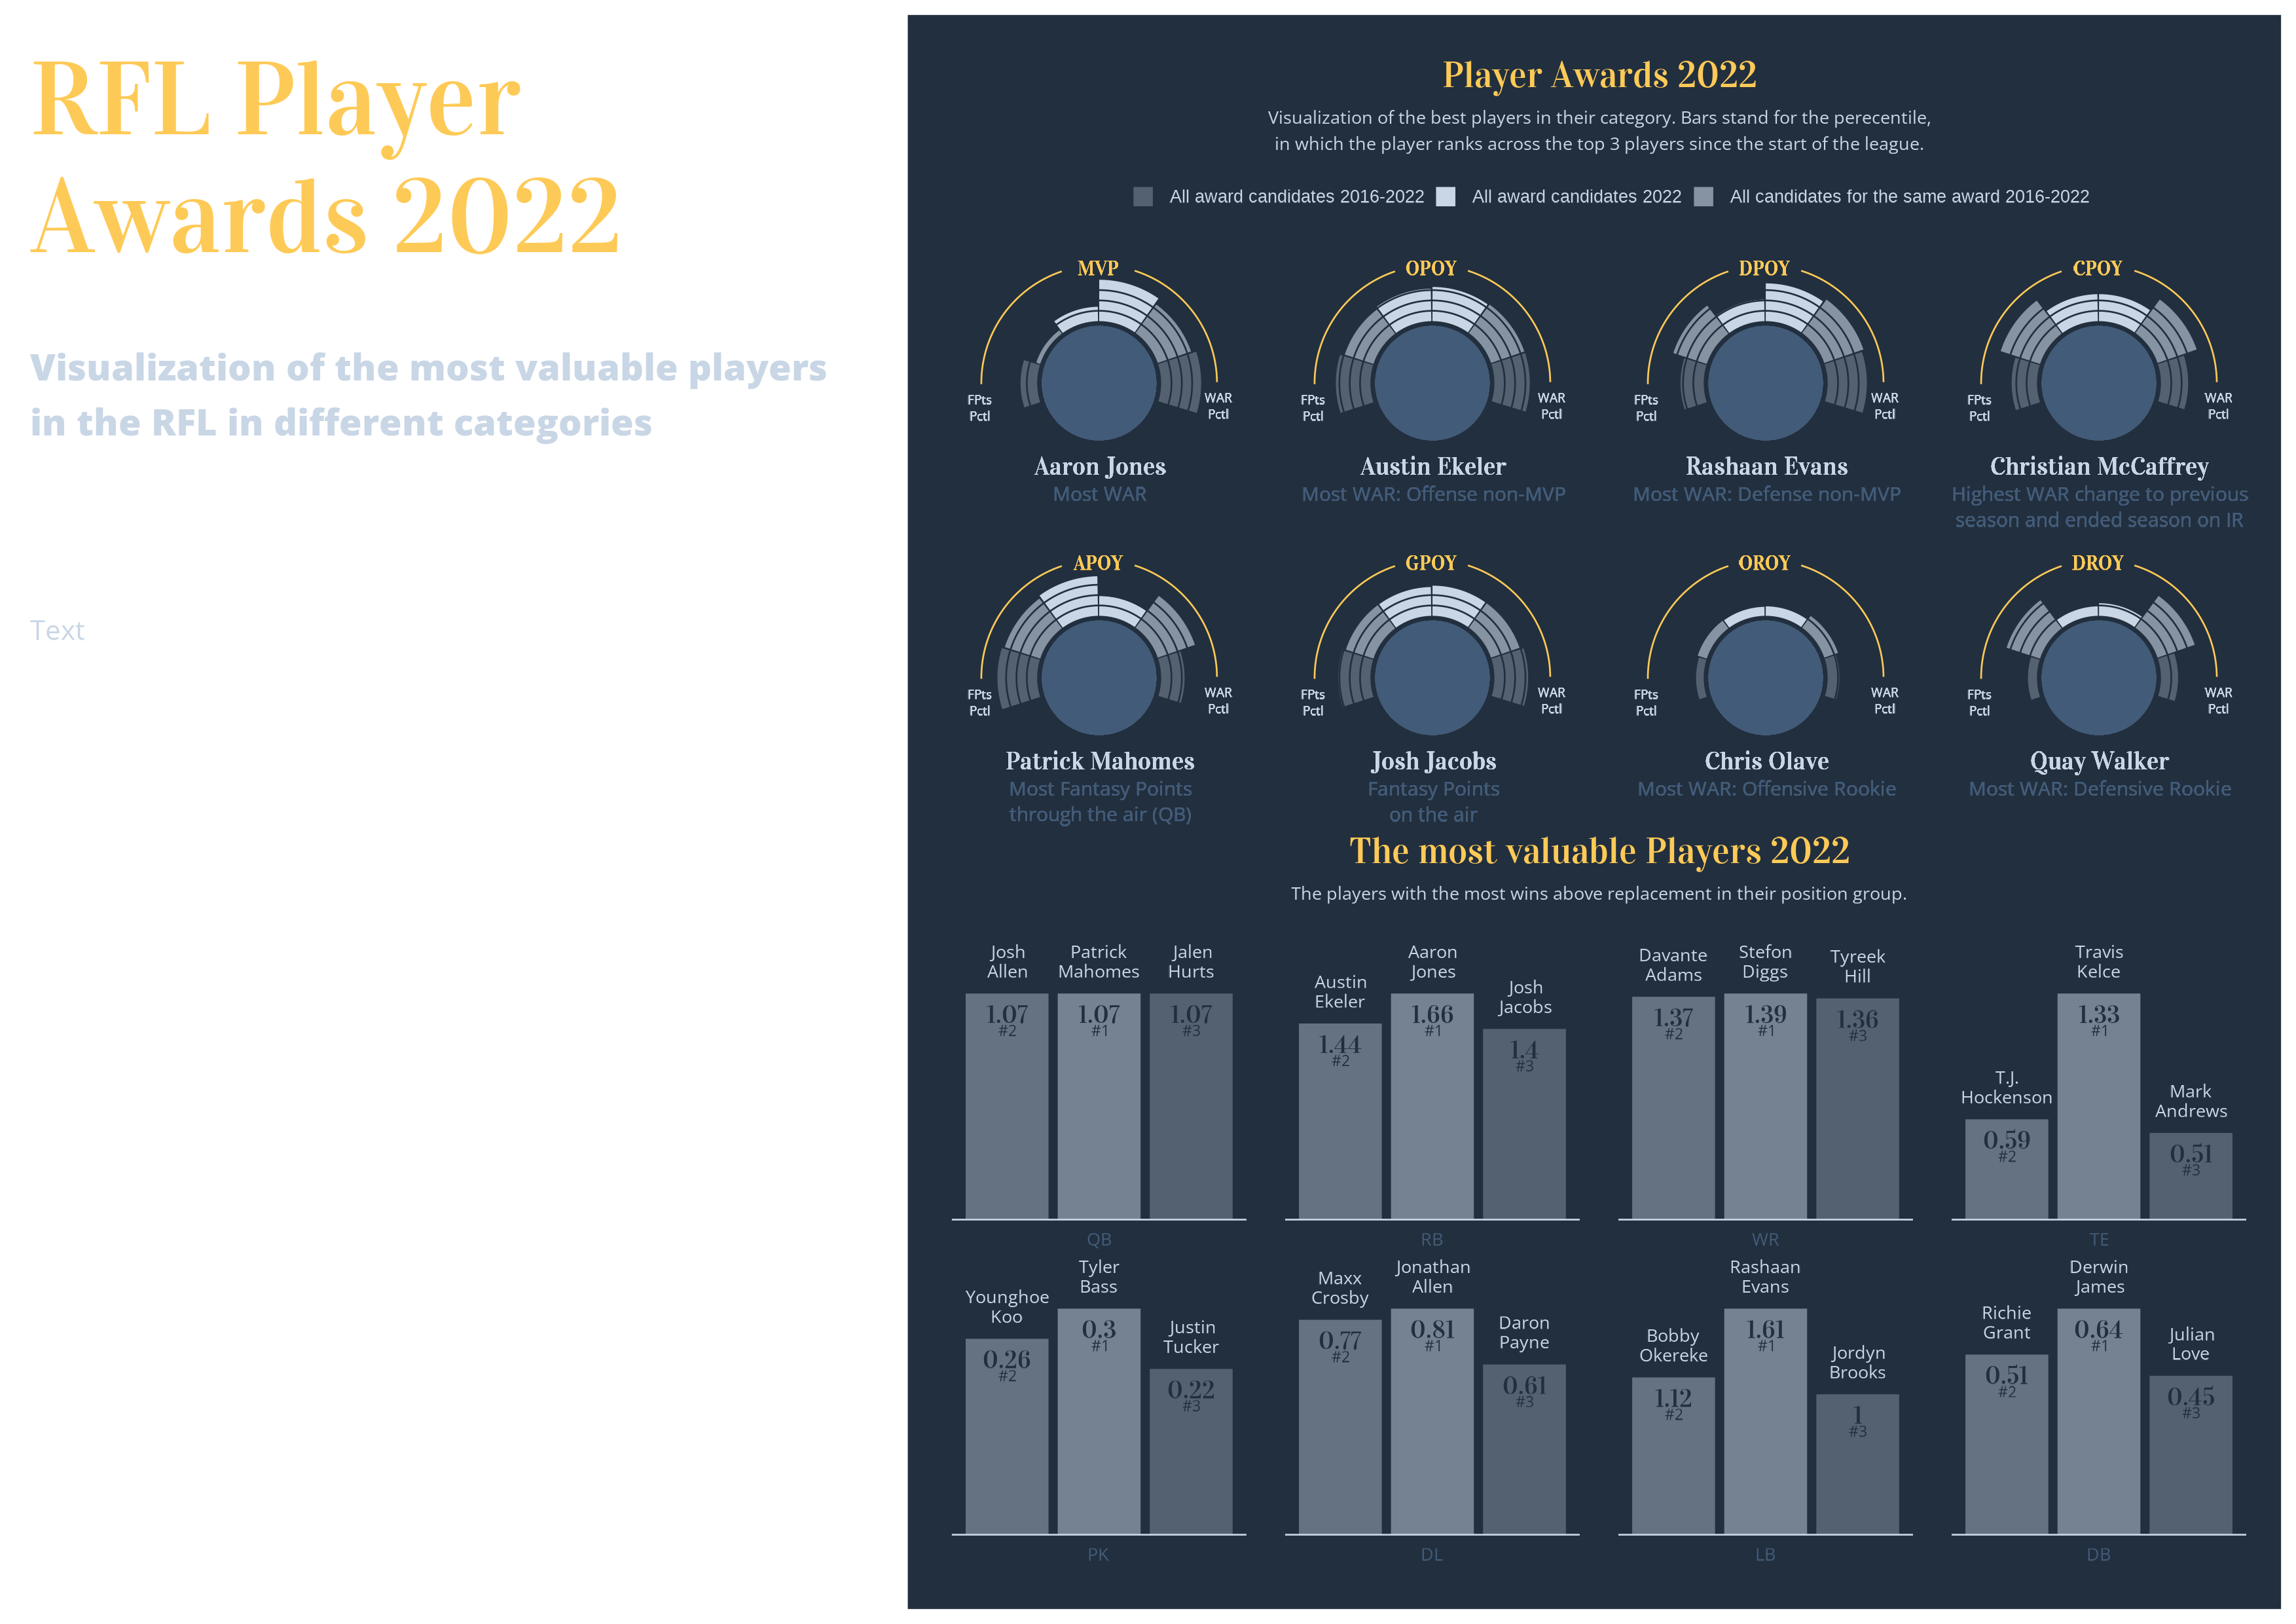 RFL Player
Awards 2022
Visualization of the most valuable players
in the RFL in different categories
Text
Player Awards 2022
Visualization of the best players in their category. Bars stand for the perecentile,
in which the player ranks across the top 3 players since the start of the league.
All award candidates 2016-2022 All award candidates 2022 All candidates for the same award 2016-2022
MVP
FPts
Pctl
WAR
Pctl
Aaron Jones
Most WAR
OPOY
FPts
Pctl
WAR
Pctl
Austin Ekeler
Most WAR: Offense non-MVP
DPOY
FPts
Pctl
WAR
Pctl
Rashaan Evans
Most WAR: Defense non-MVP
CPOY
FPts
Pctl
WAR
Pctl
Christian McCaffrey
Highest WAR change to previous
season and ended season on IR
APOY
FPts
Pctl
WAR
Pctl
Patrick Mahomes
Most Fantasy Points
through the air (QB)
GPOY
FPts
Pctl
WAR
Pctl
Josh Jacobs
Fantasy Points
on the air
OROY
FPts
Pctl
WAR
Pctl
Chris Olave
Most WAR: Offensive Rookie
DROY
FPts
Pctl
WAR
Pctl
Quay Walker
Most WAR: Defensive Rookie
The most valuable Players 2022
The players with the most wins above replacement in their position group.
Josh
Allen
1.07
#2
Patrick
Mahomes
1.07
#1
Jalen
Hurts
1.07
#3
QB
Austin
Ekeler
1.44
#2
Aaron
Jones
1.66
#1
Josh
Jacobs
1.4
#3
RB
Davante
Adams
1.37
#2
Stefon
Diggs
1.39
#1
Tyreek
Hill
1.36
#3
WR
T.J.
Hockenson
0.59
#2
Travis
Kelce
1.33
#1
Mark
Andrews
0.51
#3
TE
Younghoe
Koo
0.26
#2
Tyler
Bass
0.3
#1
Justin
Tucker
0.22
#3
PK
Maxx
Crosby
0.77
#2
Jonathan
Allen
0.81
#1
Daron
Payne
0.61
#3
DL
Bobby
Okereke
1.12
#2
Rashaan
Evans
1.61
#1
Jordyn
Brooks
1
#3
LB
Richie
Grant
0.51
#2
Derwin
James
0.64
#1
Julian
Love
0.45
#3
DB